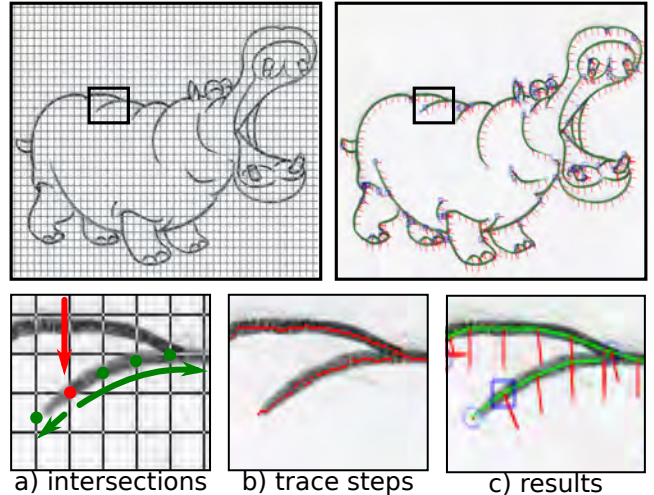 a) intersections b) trace steps c) results